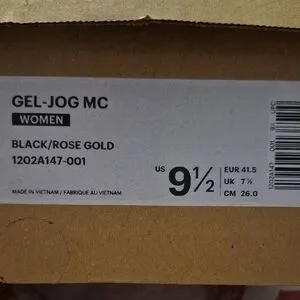 GEL-JOG MC
WOMEN
BLACK/ROSE GOLD
1202A147-001
US 9½
EUR 41.5
UK 7½
CM 26.0
MADE IN VIETNAM / FABRIQUÉ AU VIETNAM